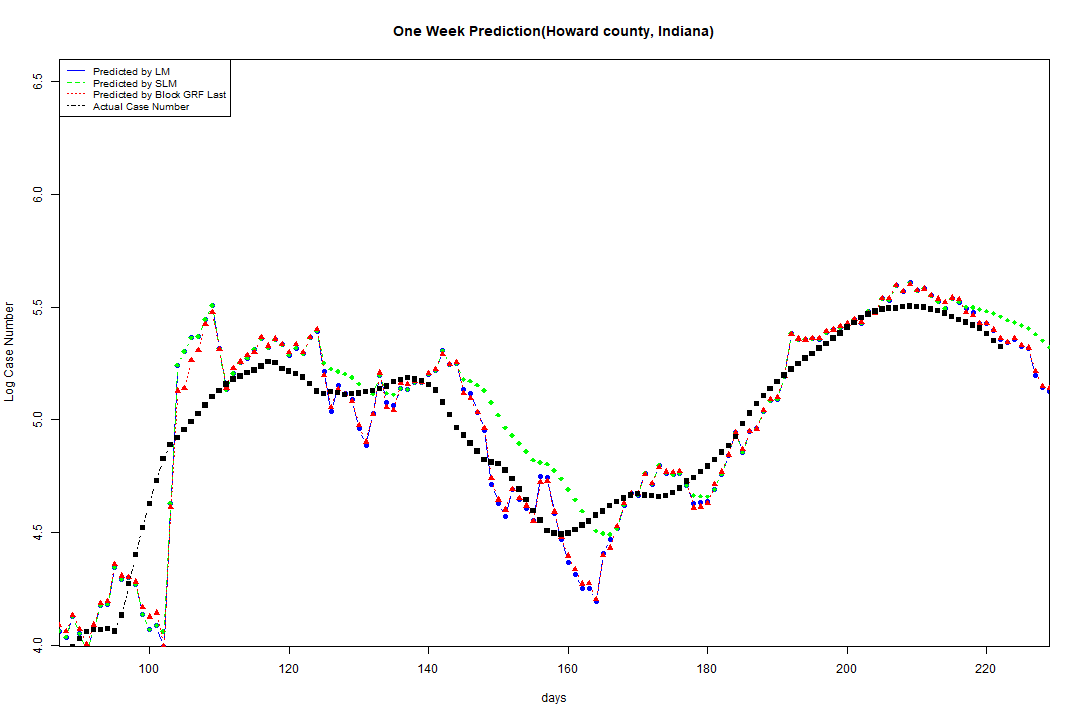 One Week Prediction(Howard county, Indiana)
Predicted by LM
Predicted by SLM
Predicted by Block GRF Last
Actual Case Number
6.5
6.0
5.5
5.0
4.5
4.0
Log Case Number
100 120 140 160 180 200 220
days